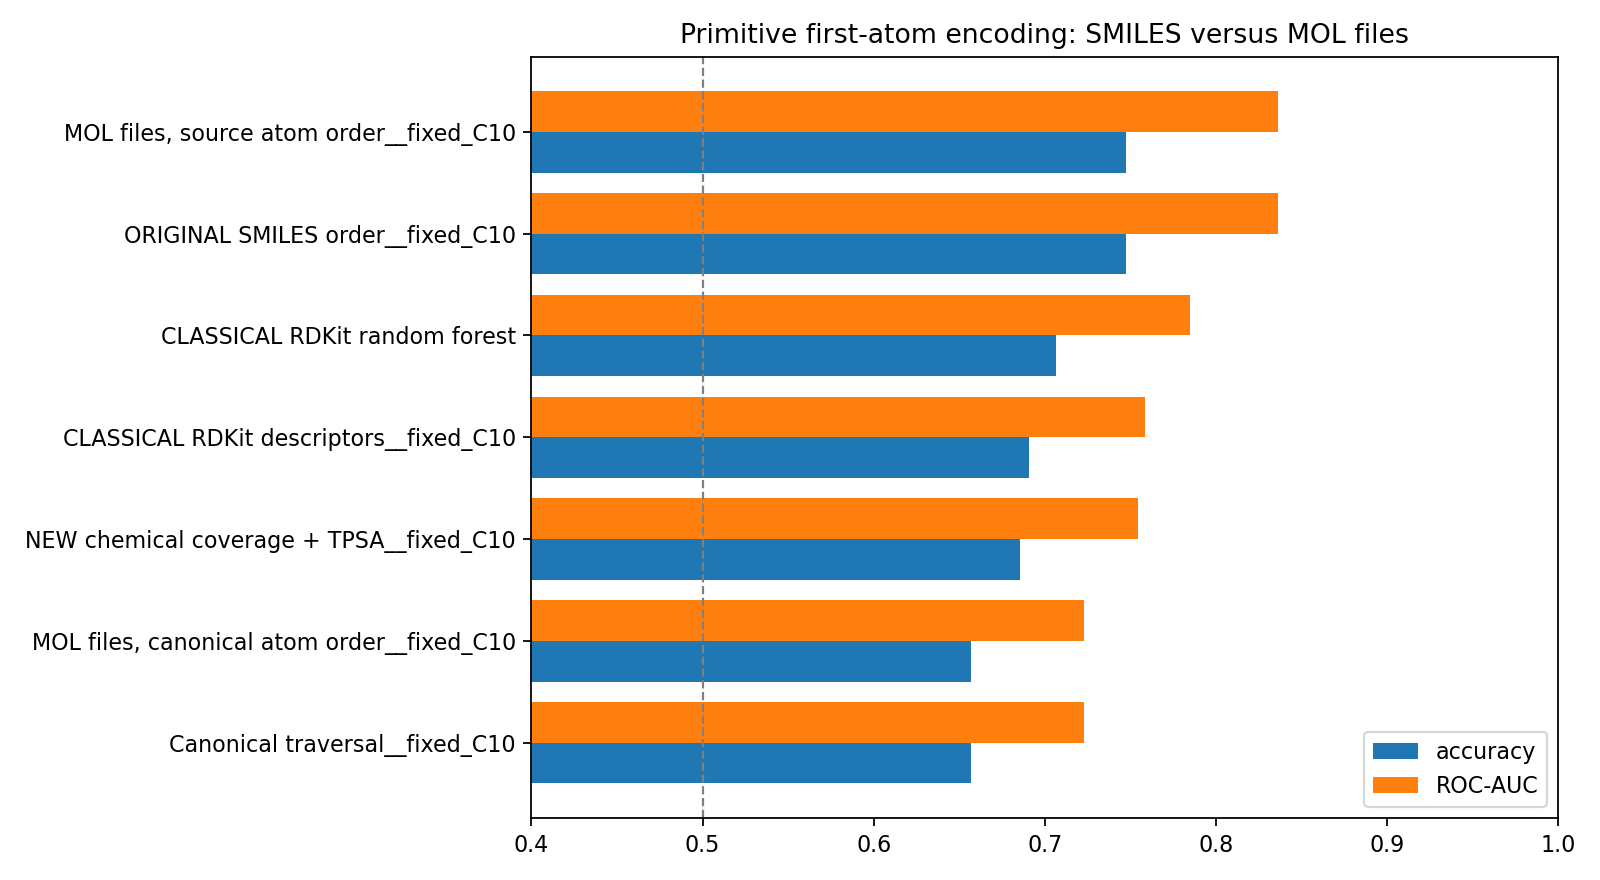 Primitive first-atom encoding: SMILES versus MOL files
MOL files, source atom order__fixed_C10
ORIGINAL SMILES order__fixed_C10
CLASSICAL RDKit random forest
CLASSICAL RDKit descriptors__fixed_C10
NEW chemical coverage + TPSA__fixed_C10
MOL files, canonical atom order__fixed_C10
Canonical traversal__fixed_C10
accuracy
ROC-AUC
0.4 0.5 0.6 0.7 0.8 0.9 1.0